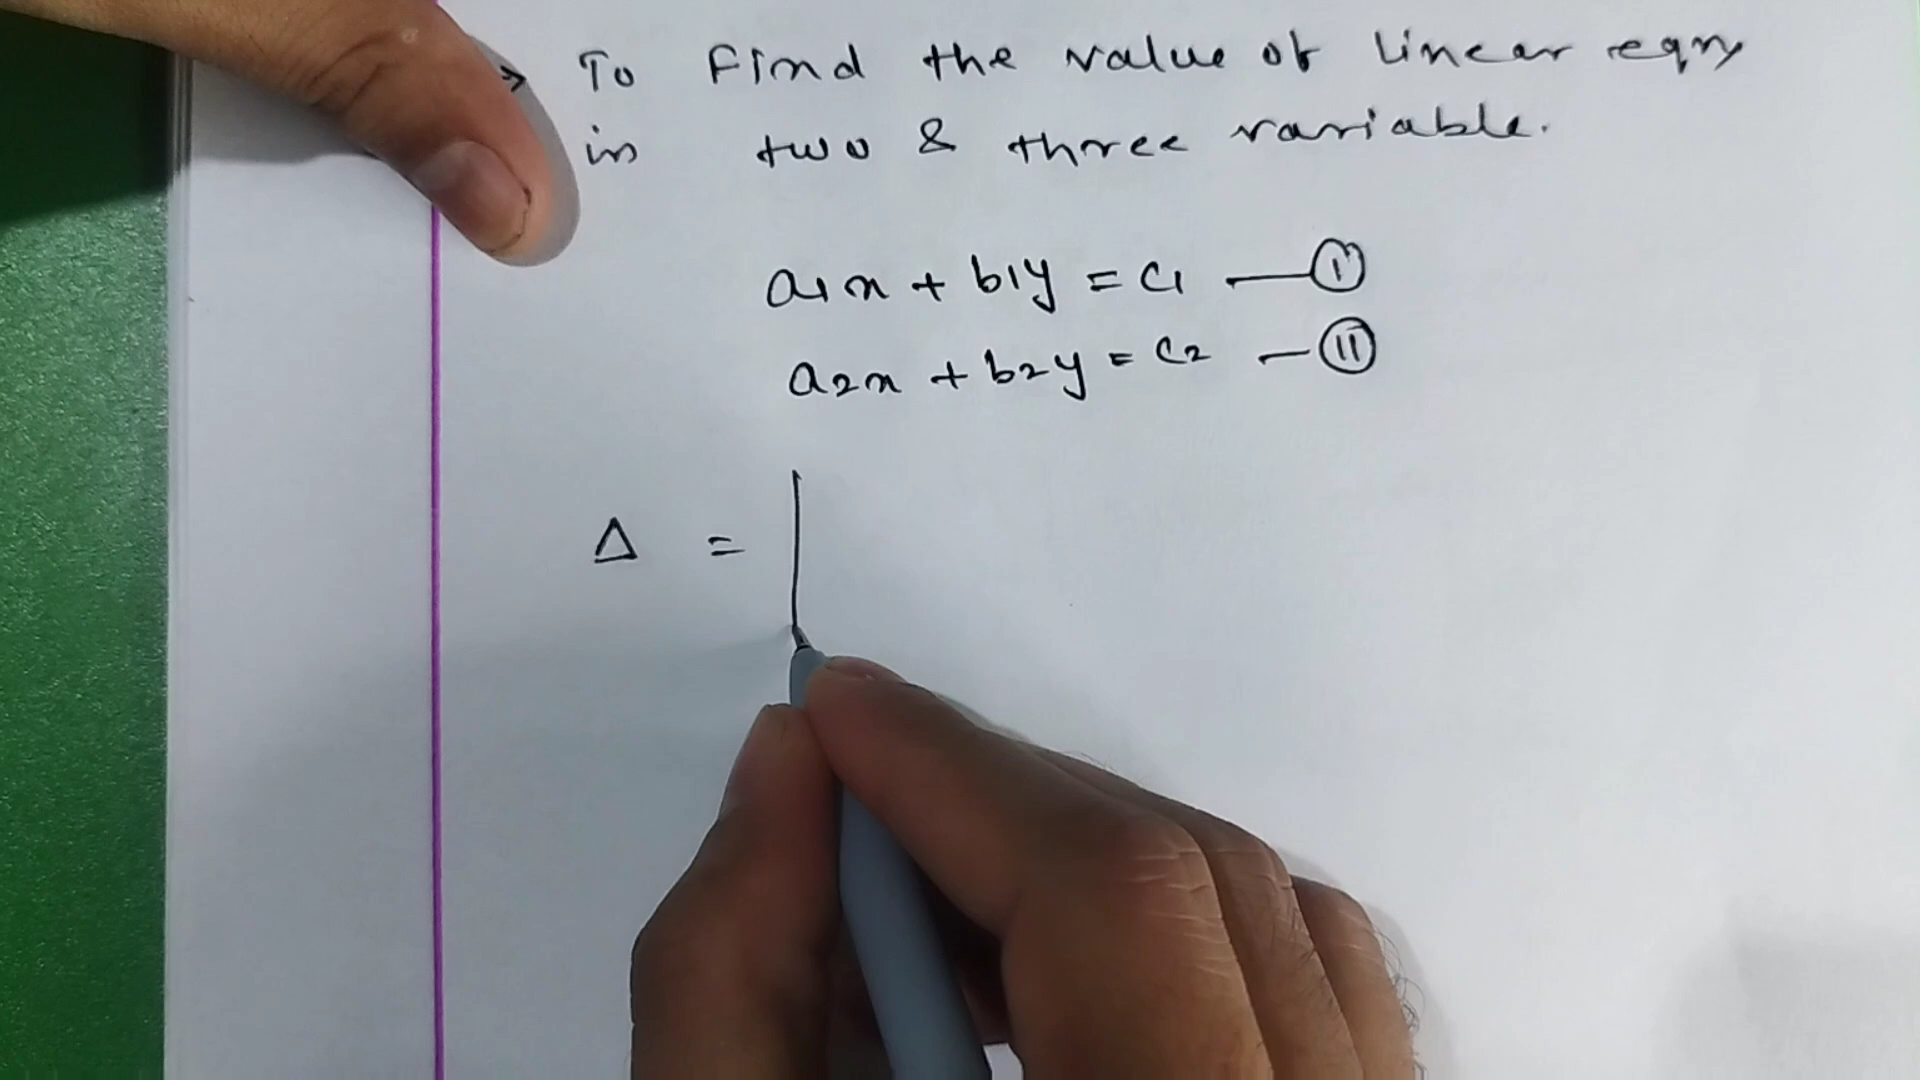 → To Find the value of linear eqn
in two & three variable.
a1x + b1y = c1 — I
a2x + b2y = c2 — II
Δ = |